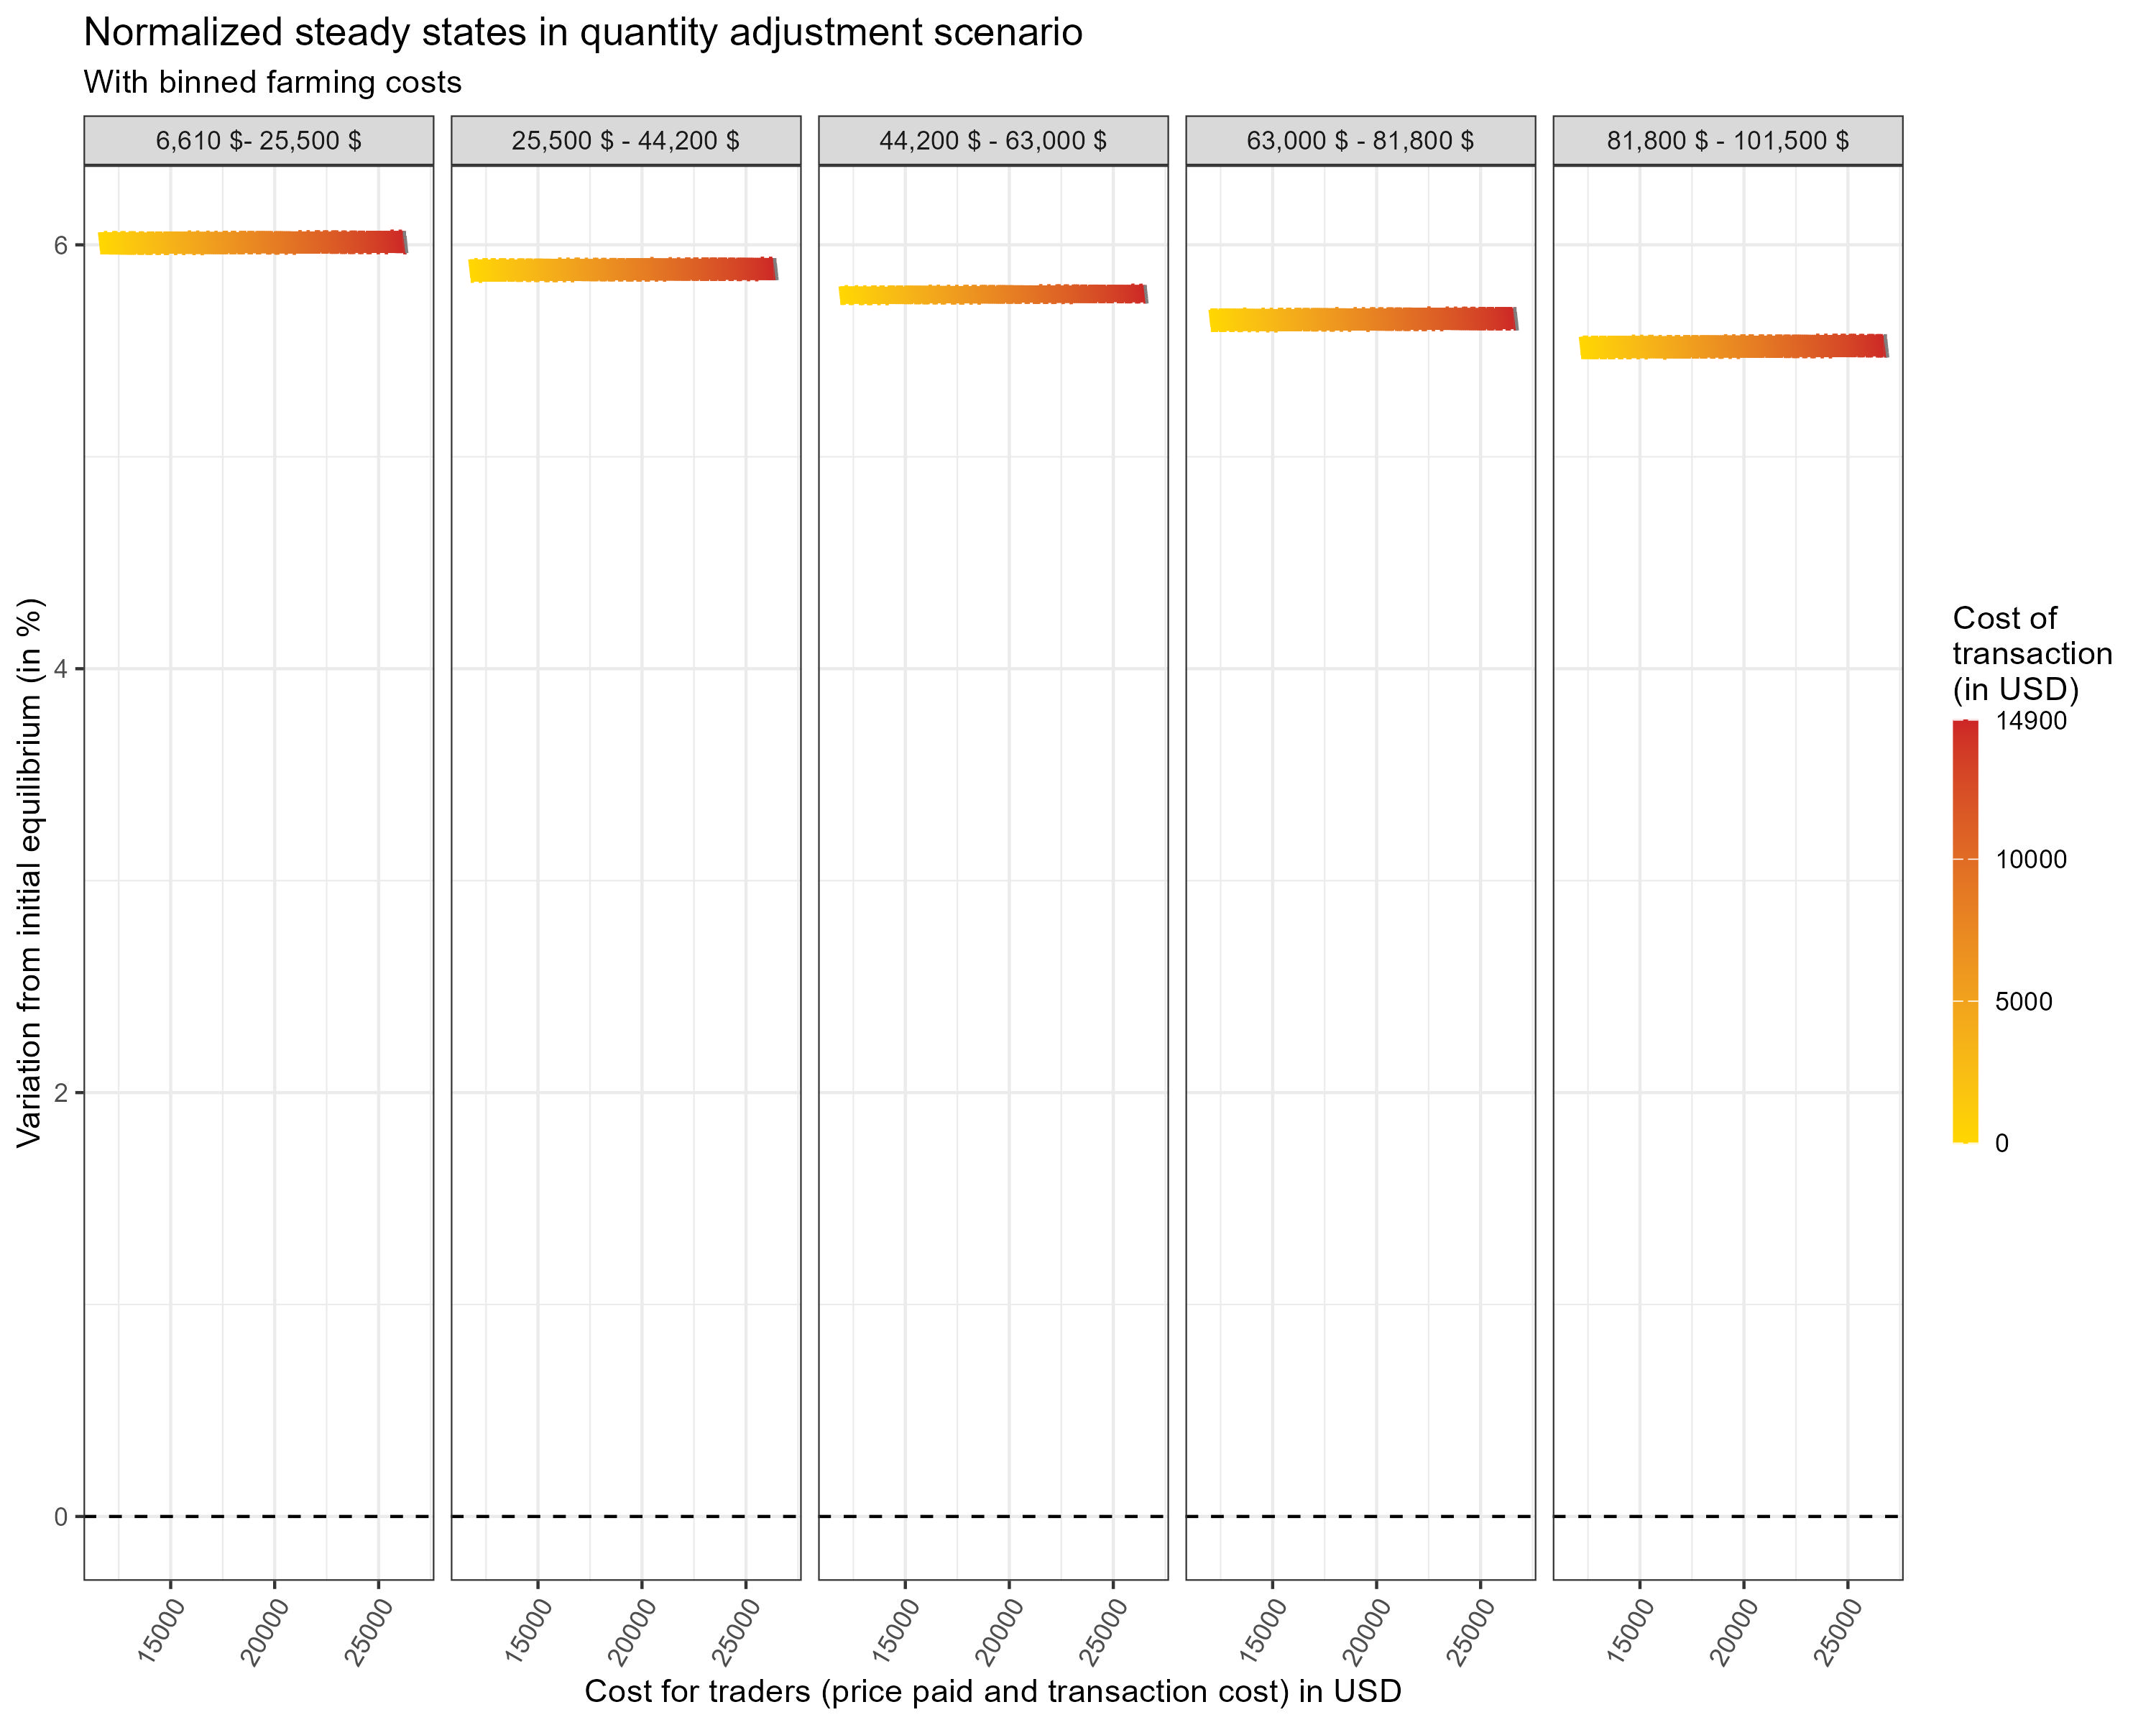 Normalized steady states in quantity adjustment scenario
With binned farming costs
6,610 $- 25,500 $
25,500 $ - 44,200 $
44,200 $ - 63,000 $
63,000 $ - 81,800 $
81,800 $ - 101,500 $
Variation from initial equilibrium (in %)
6
4
2
0
15000
20000
25000
15000
20000
25000
15000
20000
25000
15000
20000
25000
15000
20000
25000
Cost for traders (price paid and transaction cost) in USD
Cost of
transaction
(in USD)
14900
10000
5000
0